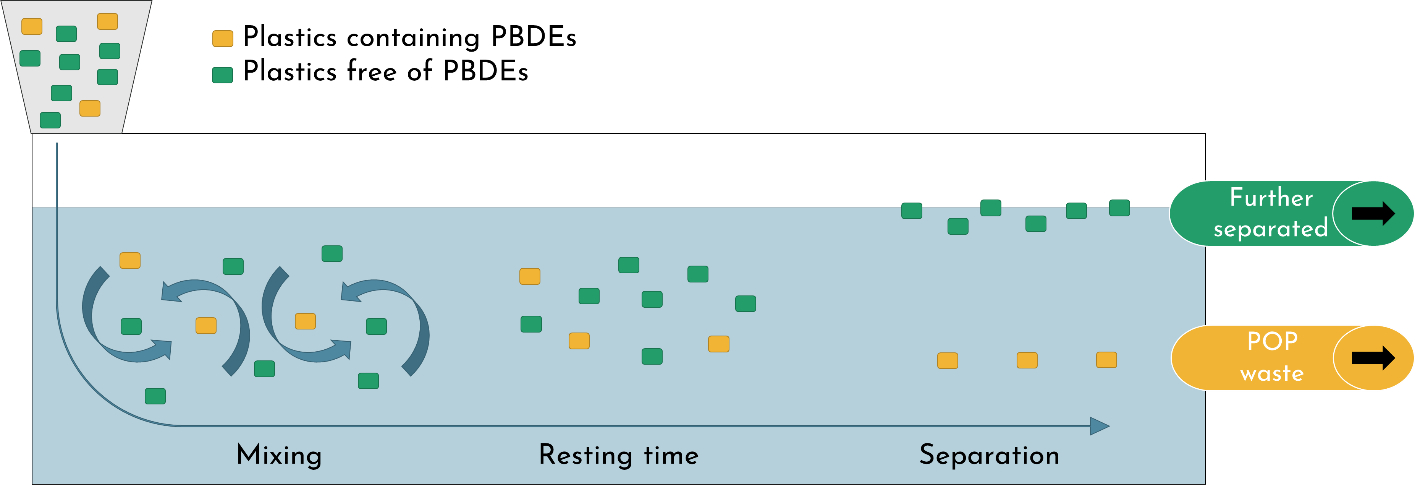 Plastics containing PBDEs
Plastics free of PBDEs
Further
separated
POP
waste
Mixing
Resting time
Separation